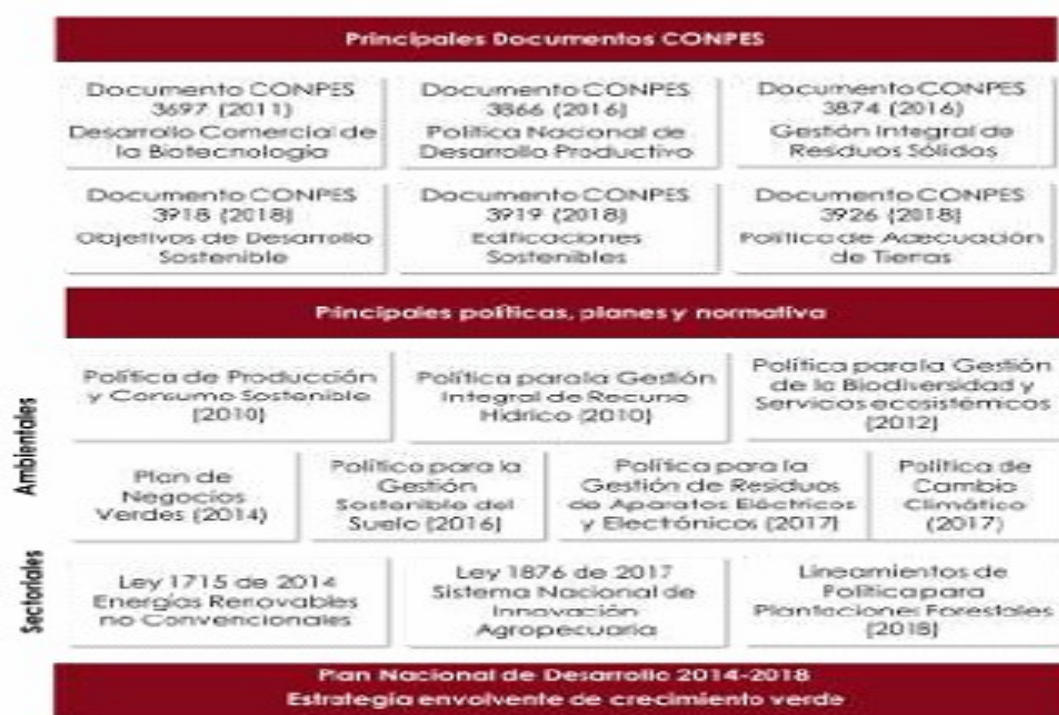 Principales Documentos CONPES
Documento CONPES
3697 (2011)
Desarrollo Comercial de
la Biotecnología
Documento CONPES
3866 (2016)
Política Nacional de
Desarrollo Productivo
Documento CONPES
3874 (2016)
Gestión Integral de
Residuos Sólidos
Documento CONPES
3918 (2018)
Objetivos de Desarrollo
Sostenible
Documento CONPES
3919 (2018)
Edificaciones
Sostenibles
Documento CONPES
3926 (2018)
Política de Adecuación
de Tierras
Principales políticas, planes y normativa
Ambientales
Política de Producción
y Consumo Sostenible
(2010)
Política para la Gestión
Integral de Recurso
Hídrico (2010)
Política para la Gestión
de la Biodiversidad y
Servicios ecosistémicos
(2012)
Plan de
Negocios
Verdes (2014)
Política para la
Gestión
Sostenible del
Suelo (2016)
Política para la
Gestión de Residuos
de Aparatos Eléctricos
y Electrónicos (2017)
Política de
Cambio
Climático
(2017)
Sectoriales
Ley 1715 de 2014
Energías Renovables
no Convencionales
Ley 1876 de 2017
Sistema Nacional de
Innovación
Agropecuaria
Lineamientos de
Política para
Plantaciones Forestales
(2018)
Plan Nacional de Desarrollo 2014-2018
Estrategia envolvente de crecimiento verde